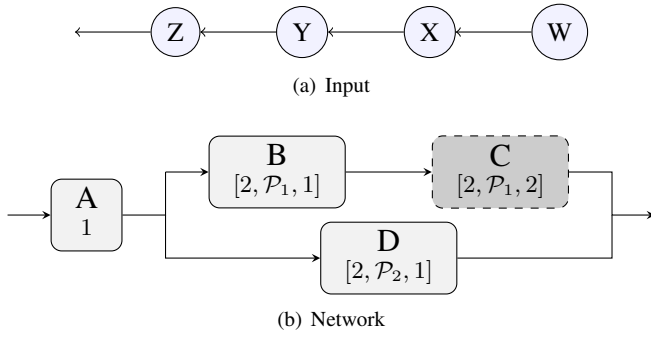 Z Y X W
(a) Input
B
[2, 𝒫₁, 1]
C
[2, 𝒫₁, 2]
A
1
D
[2, 𝒫₂, 1]
(b) Network